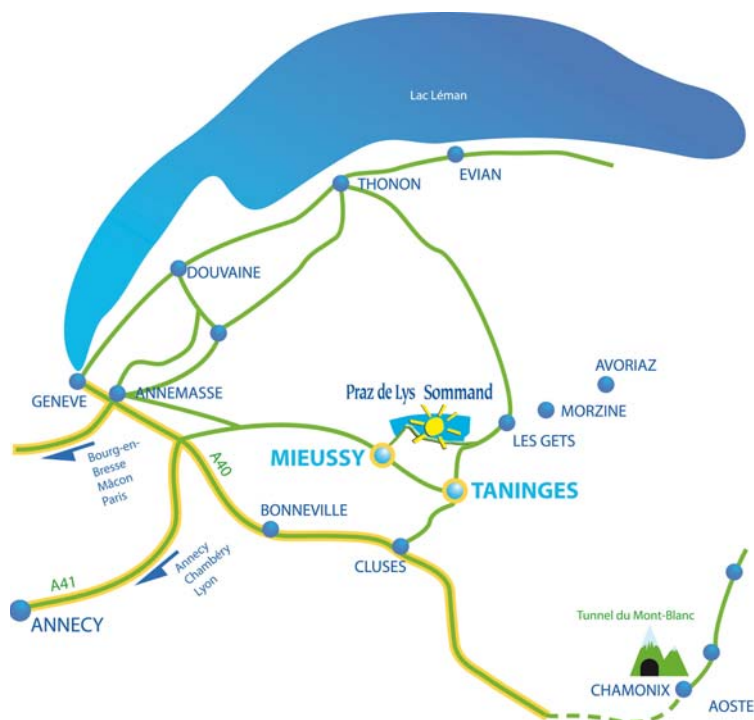 Lac Léman
EVIAN
THONON
DOUVAINE
GENEVE
ANNEMASSE
AVORIAZ
Praz de Lys Sommand
MORZINE
LES GETS
MIEUSSY
TANINGES
Bourg-en-
Bresse
Mâcon
Paris
A40
BONNEVILLE
CLUSES
Annecy
Chambéry
Lyon
A41
ANNECY
Tunnel du Mont-Blanc
CHAMONIX
AOSTE